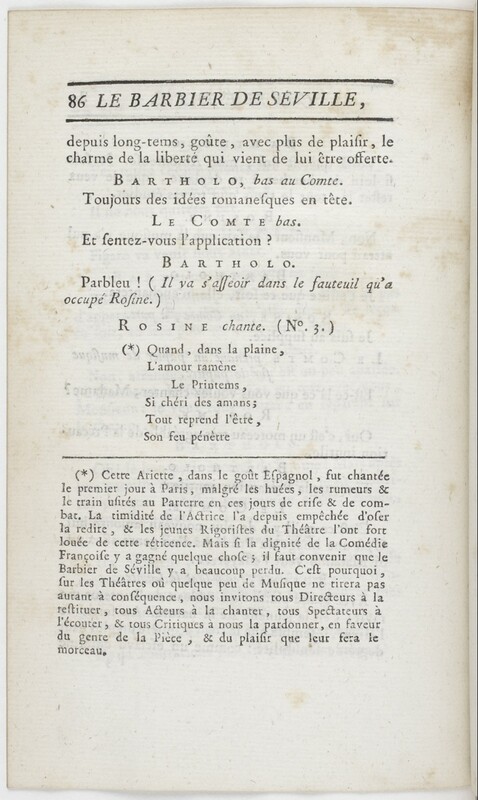 86 LE BARBIER DE SÉVILLE,
depuis long-tems, goûte, avec plus de plaiſir, le
charme de la liberté qui vient de lui être offerte.
BARTHOLO, bas au Comte.
Toujours des idées romaneſques en tête.
LE COMTE bas.
Et ſentez-vous l'application ?
BARTHOLO.
Parbleu ! ( Il va s'aſſeoir dans le fauteuil qu'a
occupé Roſine. )
ROSINE chante. (Nº. 3.)
(*) Quand, dans la plaine,
L'amour ramène
Le Printems,
Si chéri des amans;
Tout reprend l'être,
Son feu pénètre
(*) Cette Ariette, dans le goût Eſpagnol, fut chantée
le premier jour à Paris, malgré les huées, les rumeurs &
le train uſités au Parterre en ces jours de criſe & de com-
bat. La timidité de l'Actrice l'a depuis empêchée d'oſer
la redire, & les jeunes Rigoriſtes du Théâtre l'ont fort
louée de cette réticence. Mais ſi la dignité de la Comédie
Françoiſe y a gagné quelque choſe ; il faut convenir que le
Barbier de Séville y a beaucoup perdu. C'eſt pourquoi,
ſur les Théâtres où quelque peu de Muſique ne tirera pas
autant à conſéquence, nous invitons tous Directeurs à la
reſtituer, tous Acteurs à la chanter, tous Spectateurs à
l'écouter, & tous Critiques à nous la pardonner, en faveur
du genre de la Pièce, & du plaiſir que leur fera le
morceau.